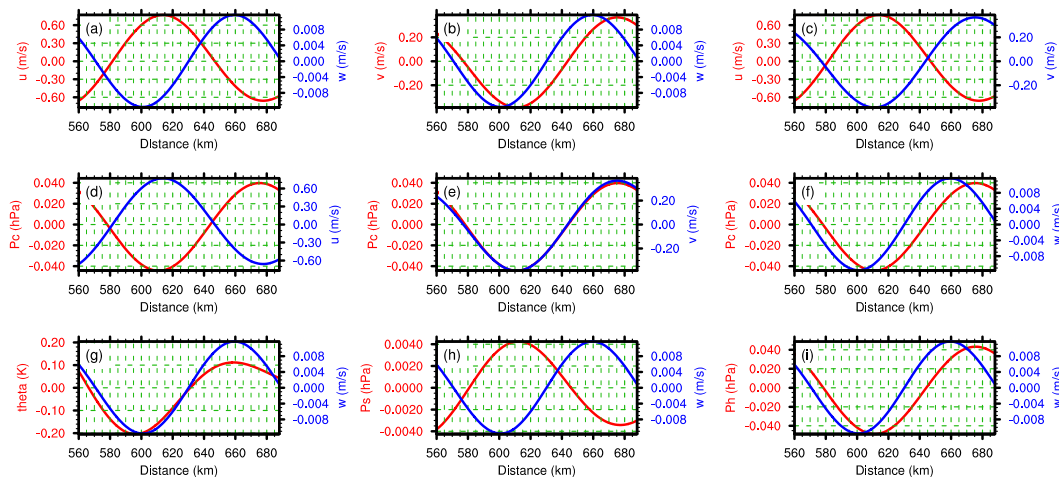 (a)
0.60
0.30
0.00
-0.30
-0.60
u (m/s)
0.008
0.004
0.000
-0.004
-0.008
w (m/s)
560 580 600 620 640 660 680
Distance (km)
(b)
0.20
0.00
-0.20
v (m/s)
0.008
0.004
0.000
-0.004
-0.008
w (m/s)
560 580 600 620 640 660 680
Distance (km)
(c)
0.60
0.30
0.00
-0.30
-0.60
u (m/s)
0.20
0.00
-0.20
v (m/s)
560 580 600 620 640 660 680
Distance (km)
(d)
0.040
0.020
0.000
-0.020
-0.040
Pc (hPa)
0.60
0.30
0.00
-0.30
-0.60
u (m/s)
560 580 600 620 640 660 680
Distance (km)
(e)
0.040
0.020
0.000
-0.020
-0.040
Pc (hPa)
0.20
0.00
-0.20
v (m/s)
560 580 600 620 640 660 680
Distance (km)
(f)
0.040
0.020
0.000
-0.020
-0.040
Pc (hPa)
0.008
0.004
0.000
-0.004
-0.008
w (m/s)
560 580 600 620 640 660 680
Distance (km)
(g)
0.20
0.10
0.00
-0.10
-0.20
theta (K)
0.008
0.004
0.000
-0.004
-0.008
w (m/s)
560 580 600 620 640 660 680
Distance (km)
(h)
0.0040
0.0020
0.0000
-0.0020
-0.0040
Ps (hPa)
0.008
0.004
0.000
-0.004
-0.008
w (m/s)
560 580 600 620 640 660 680
Distance (km)
(i)
0.040
0.020
0.000
-0.020
-0.040
Ph (hPa)
0.008
0.004
0.000
-0.004
-0.008
w (m/s)
560 580 600 620 640 660 680
Distance (km)